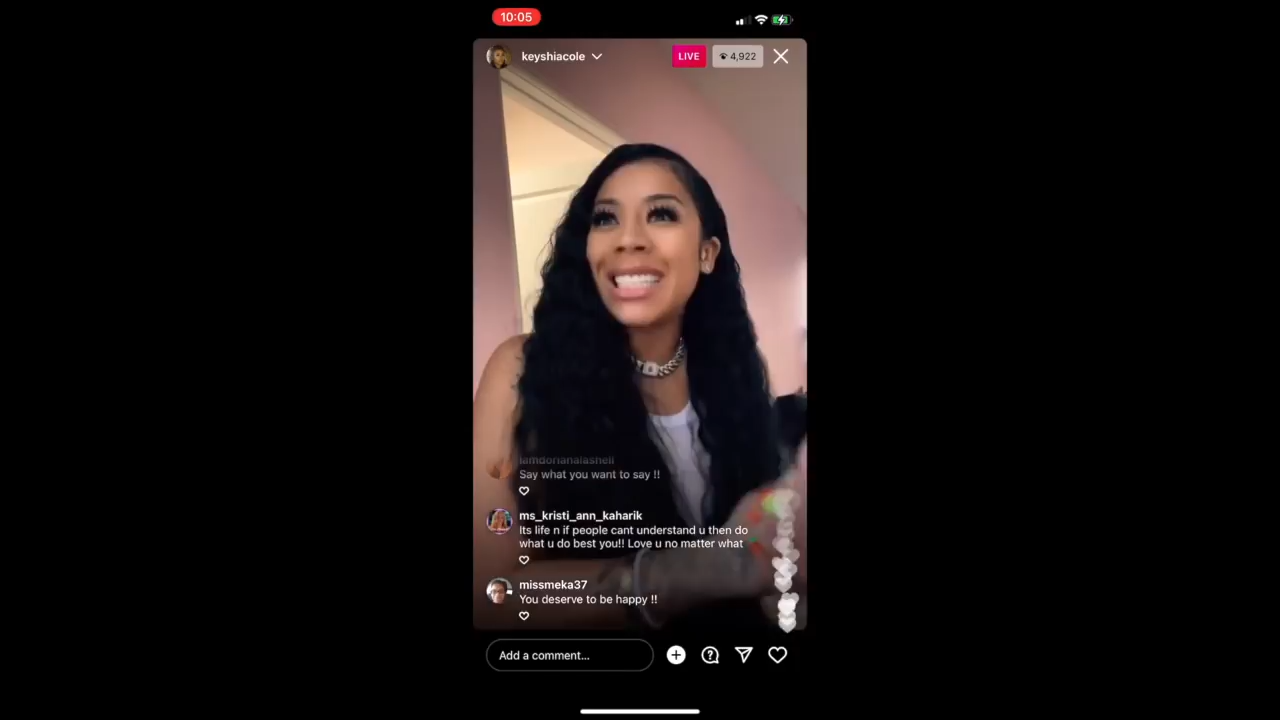 10:05
keyshiacole
LIVE
4,922
iamdorianalashell
Say what you want to say !!
ms_kristi_ann_kaharik
Its life n if people cant understand u then do
what u do best you!! Love u no matter what
missmeka37
You deserve to be happy !!
Add a comment...